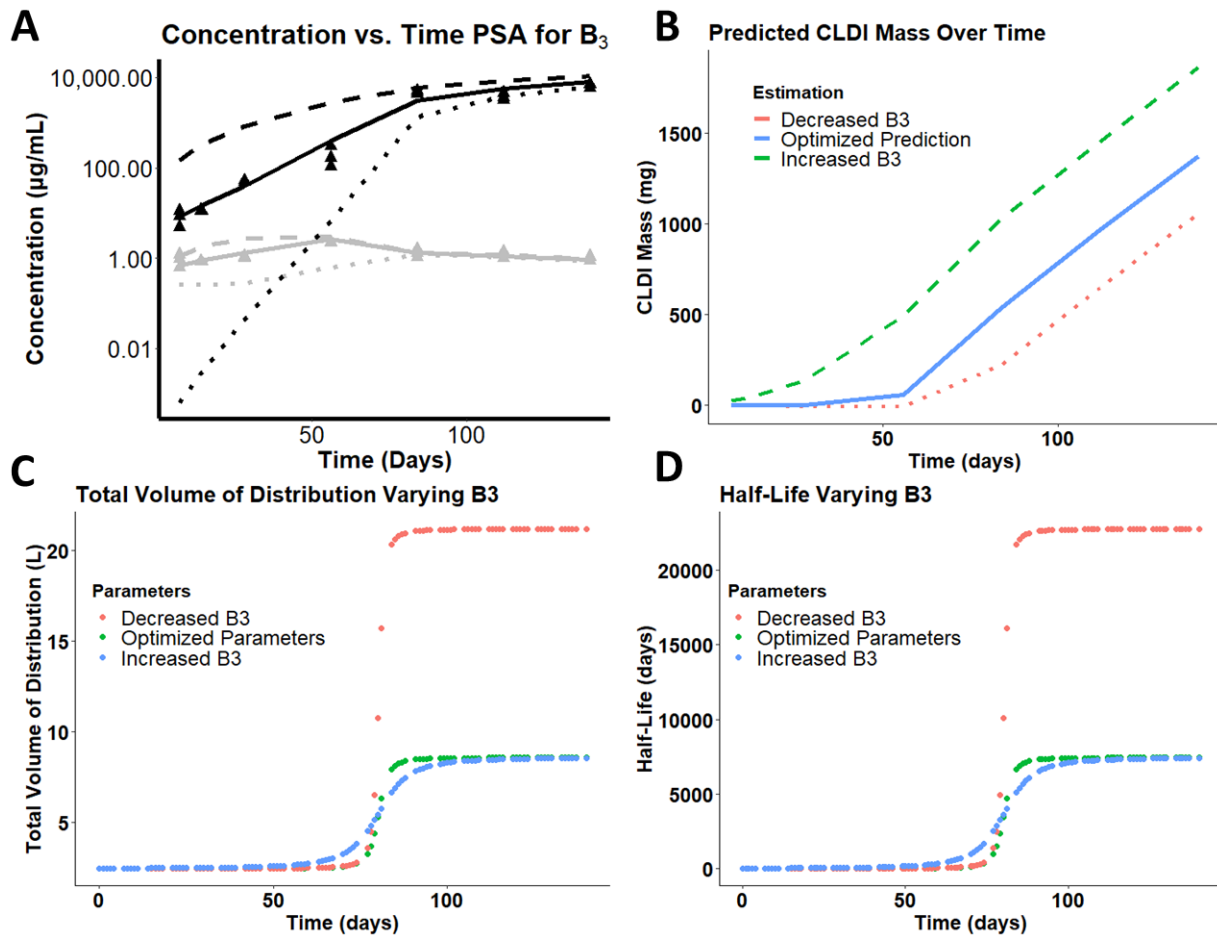 A
Concentration vs. Time PSA for B₃
Concentration (µg/mL)
10,000.00
100.00
1.00
0.01
50
100
Time (Days)
B
Predicted CLDI Mass Over Time
CLDI Mass (mg)
1500
1000
500
0
Estimation
Decreased B3
Optimized Prediction
Increased B3
50
100
Time (days)
C
Total Volume of Distribution Varying B3
Total Volume of Distribution (L)
20
15
10
5
Parameters
Decreased B3
Optimized Parameters
Increased B3
0
50
100
Time (days)
D
Half-Life Varying B3
Half-Life (days)
20000
15000
10000
5000
0
Parameters
Decreased B3
Optimized Parameters
Increased B3
0
50
100
Time (days)